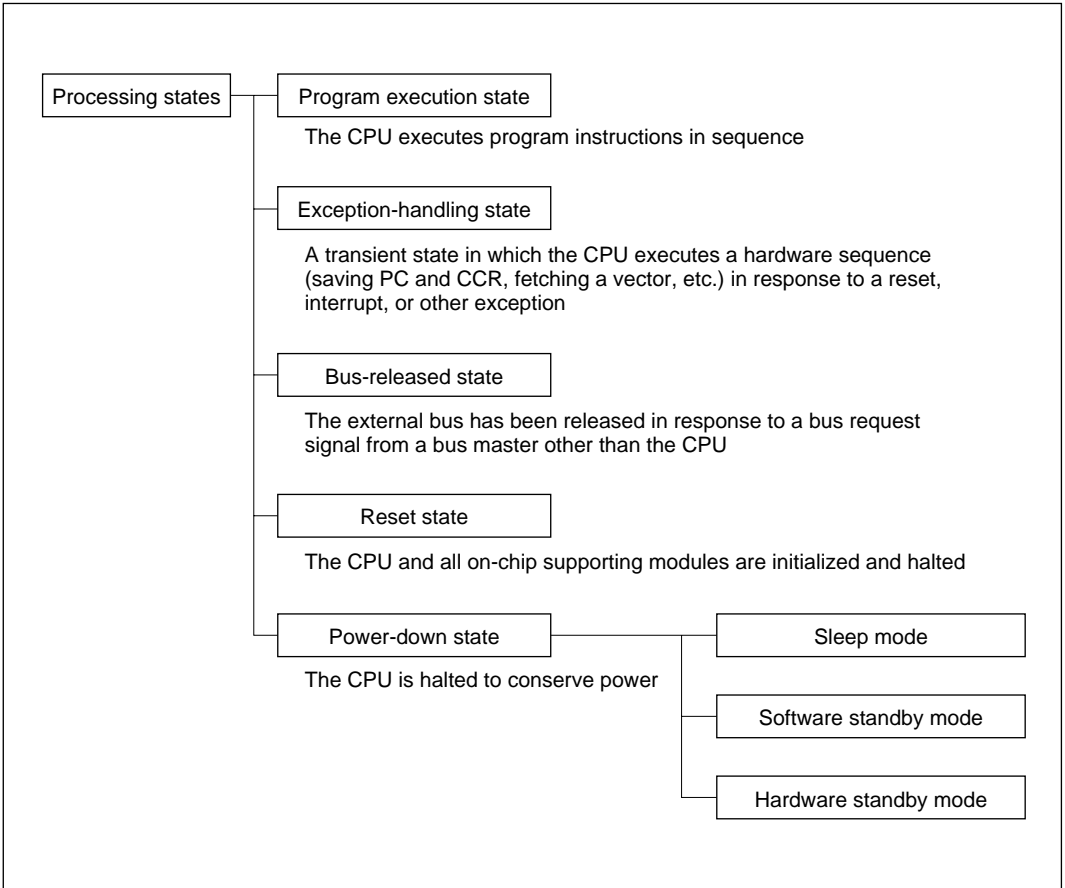 Processing states
Program execution state
The CPU executes program instructions in sequence
Exception-handling state
A transient state in which the CPU executes a hardware sequence
(saving PC and CCR, fetching a vector, etc.) in response to a reset,
interrupt, or other exception
Bus-released state
The external bus has been released in response to a bus request
signal from a bus master other than the CPU
Reset state
The CPU and all on-chip supporting modules are initialized and halted
Power-down state
The CPU is halted to conserve power
Sleep mode
Software standby mode
Hardware standby mode